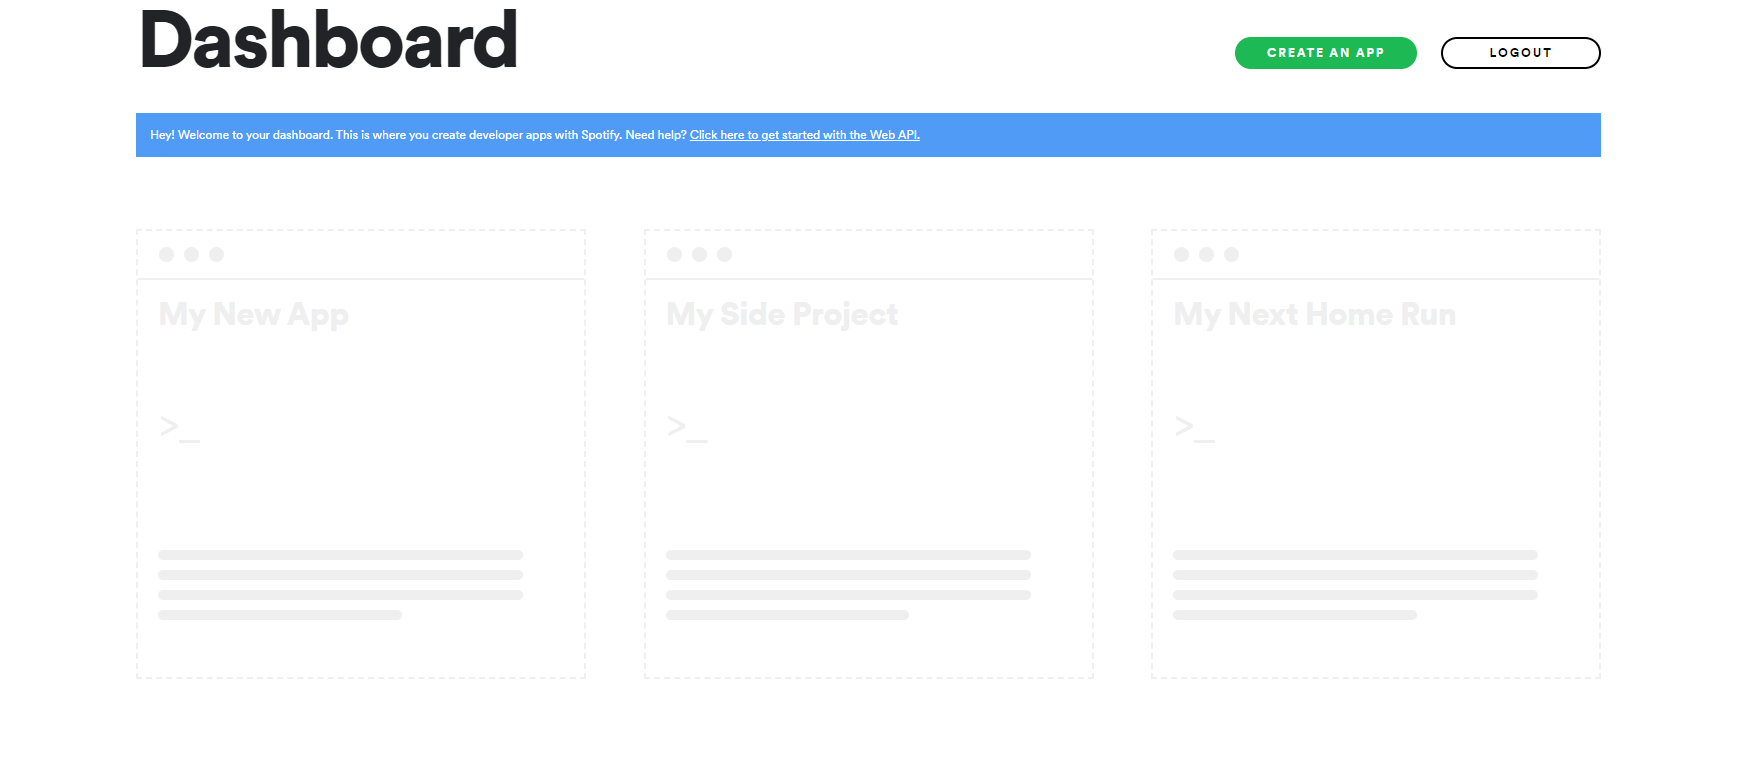 Dashboard
CREATE AN APP
LOGOUT
Hey! Welcome to your dashboard. This is where you create developer apps with Spotify. Need help? Click here to get started with the Web API.
My New App
My Side Project
My Next Home Run
>_
>_
>_